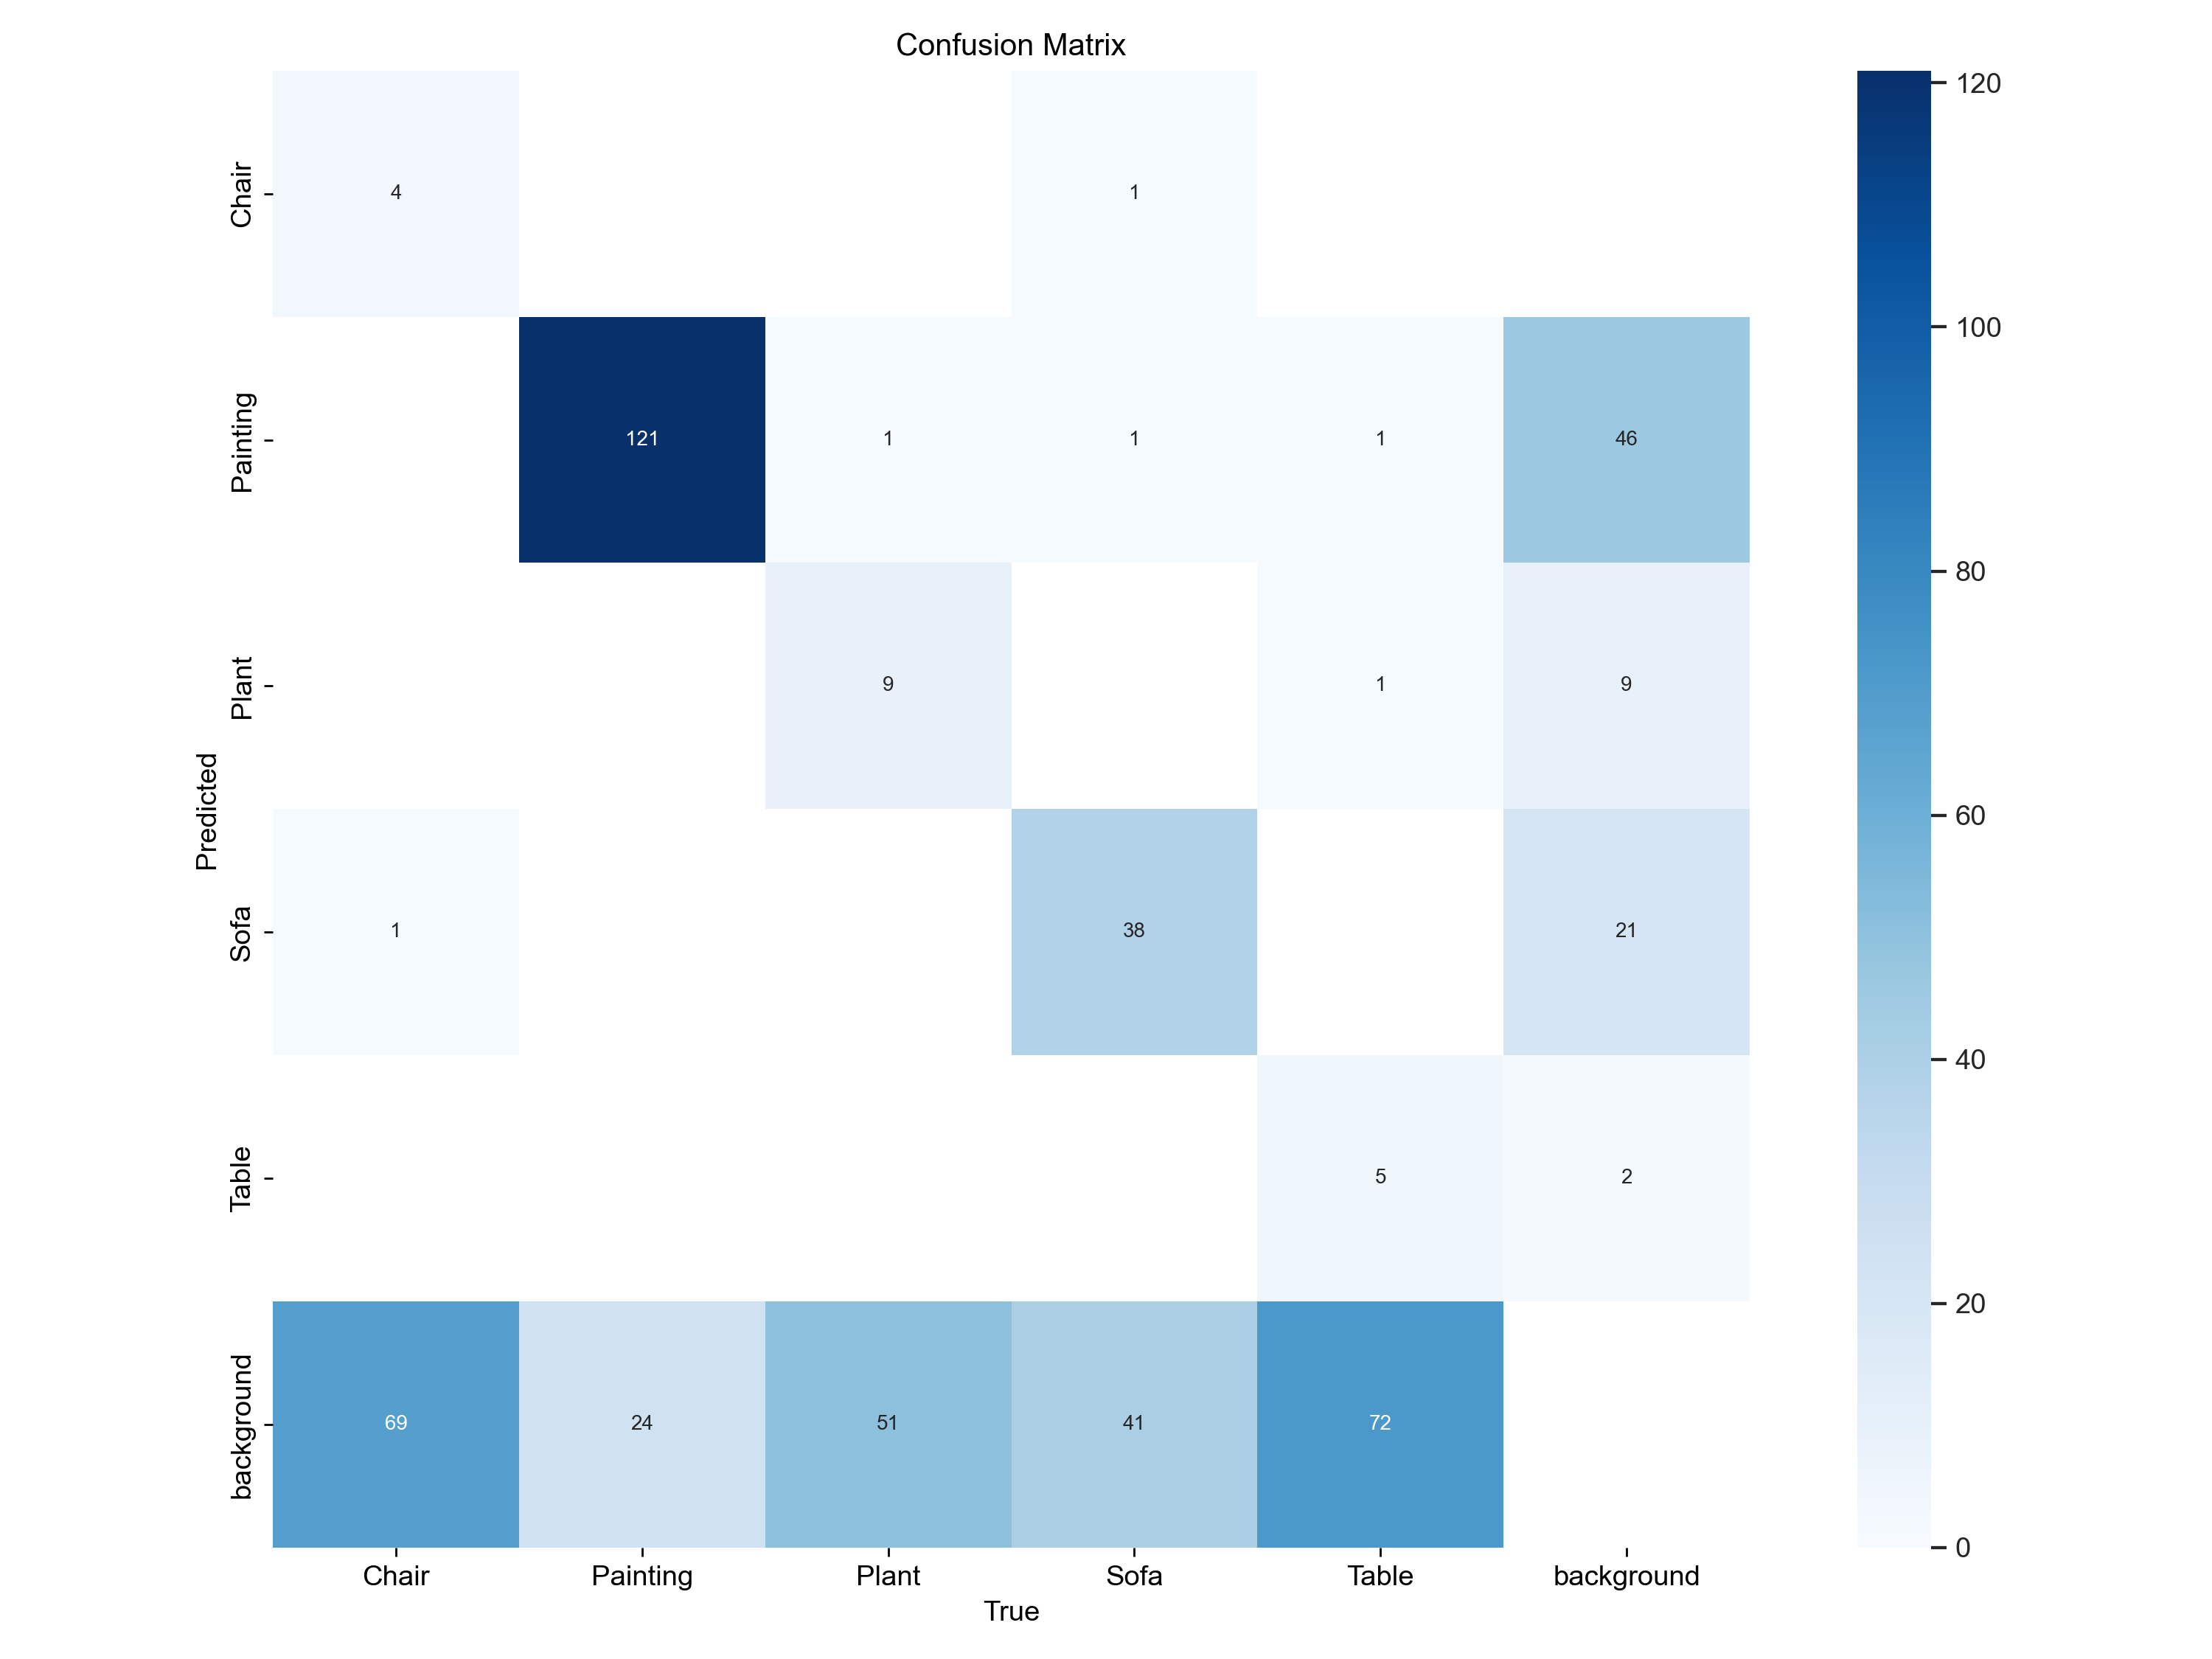 Confusion Matrix
Chair
4
1
Painting
121
1
1
1
46
Plant
9
1
9
Sofa
1
38
21
Table
5
2
background
69
24
51
41
72
Predicted
Chair
Painting
Plant
Sofa
Table
background
True
120
100
80
60
40
20
0